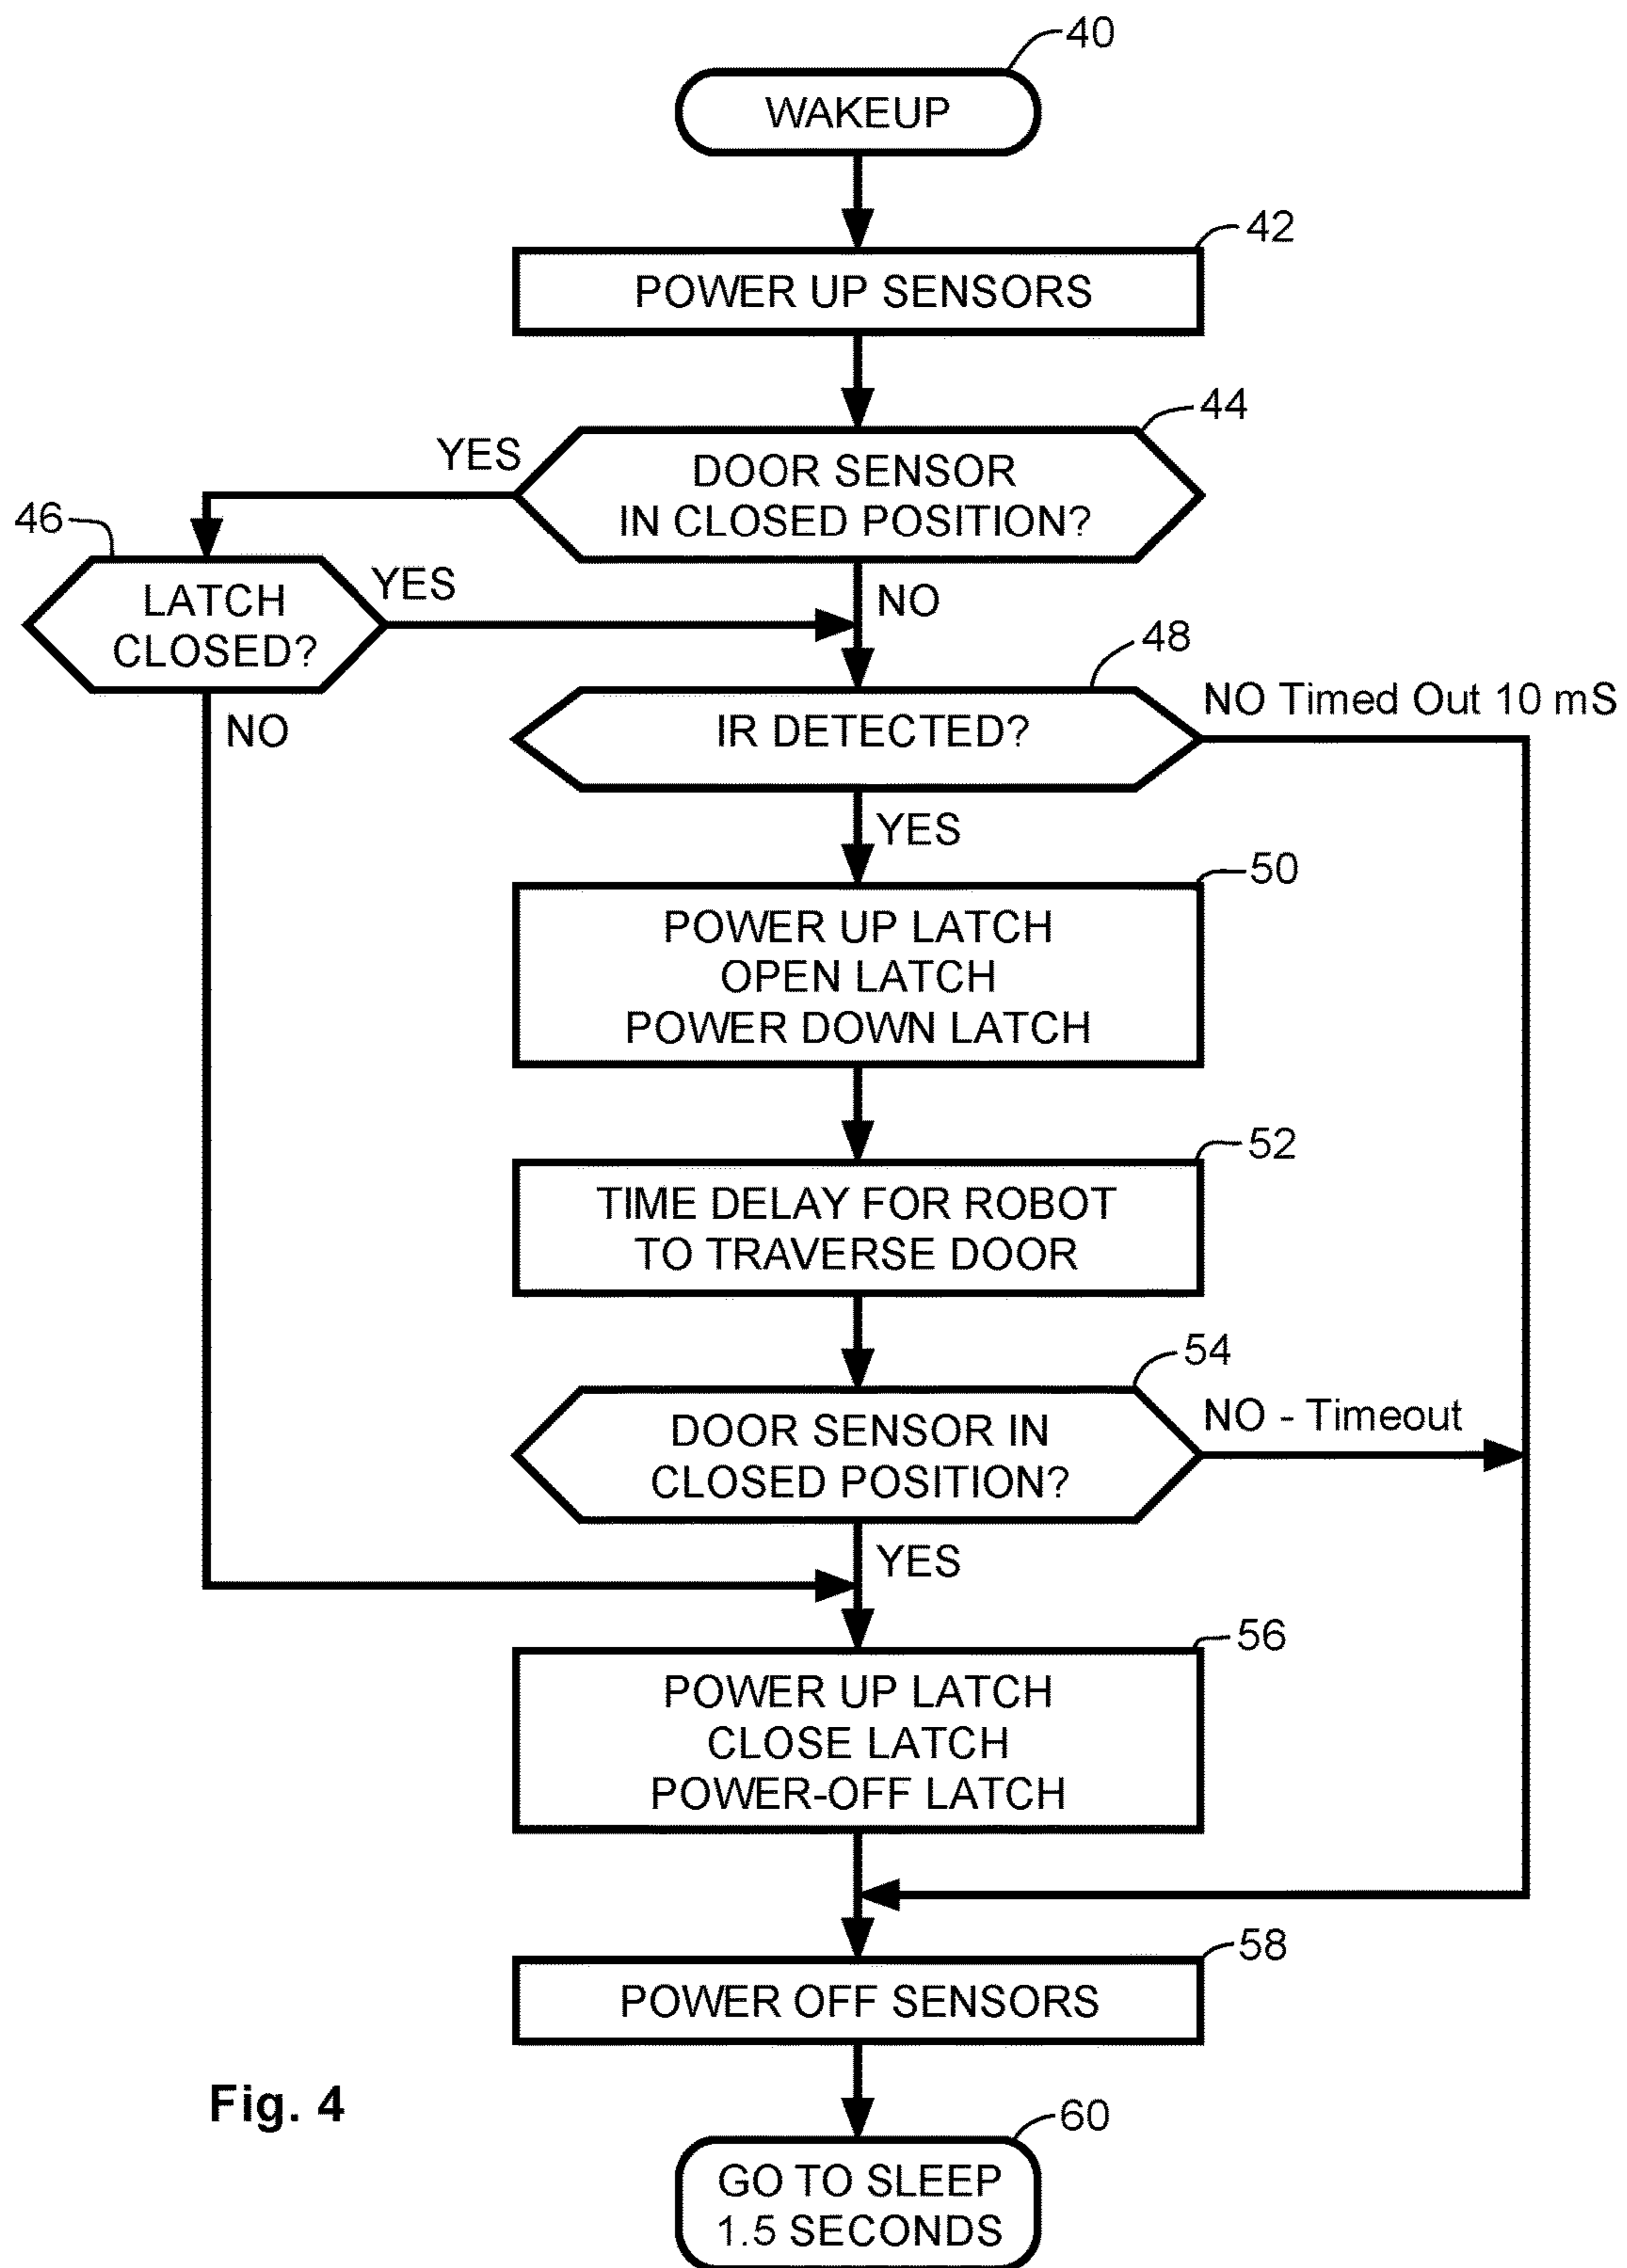 40
WAKEUP
42
POWER UP SENSORS
44
YES
DOOR SENSOR
IN CLOSED POSITION?
46
YES
LATCH
CLOSED?
NO
48
NO Timed Out 10 mS
NO
IR DETECTED?
YES
50
POWER UP LATCH
OPEN LATCH
POWER DOWN LATCH
52
TIME DELAY FOR ROBOT
TO TRAVERSE DOOR
54
NO - Timeout
DOOR SENSOR IN
CLOSED POSITION?
YES
56
POWER UP LATCH
CLOSE LATCH
POWER-OFF LATCH
58
POWER OFF SENSORS
Fig. 4
60
GO TO SLEEP
1.5 SECONDS